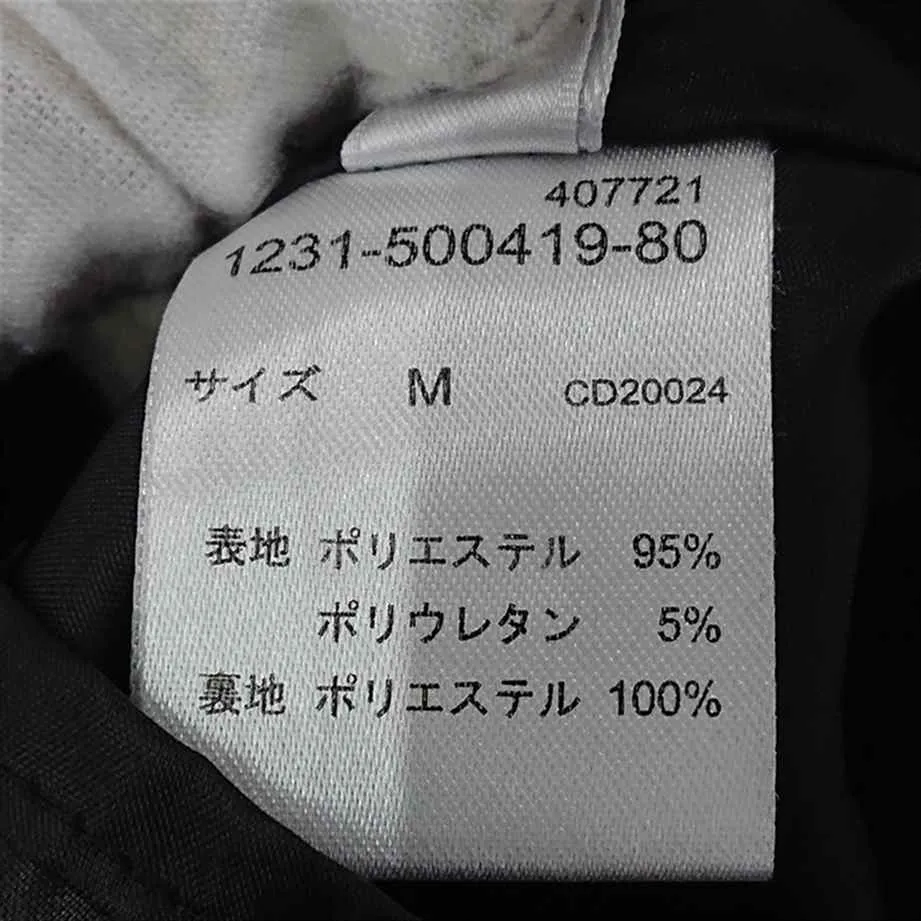 407721
1231-500419-80
サイズ M CD20024
表地 ポリエステル 95%
ポリウレタン 5%
裏地 ポリエステル 100%